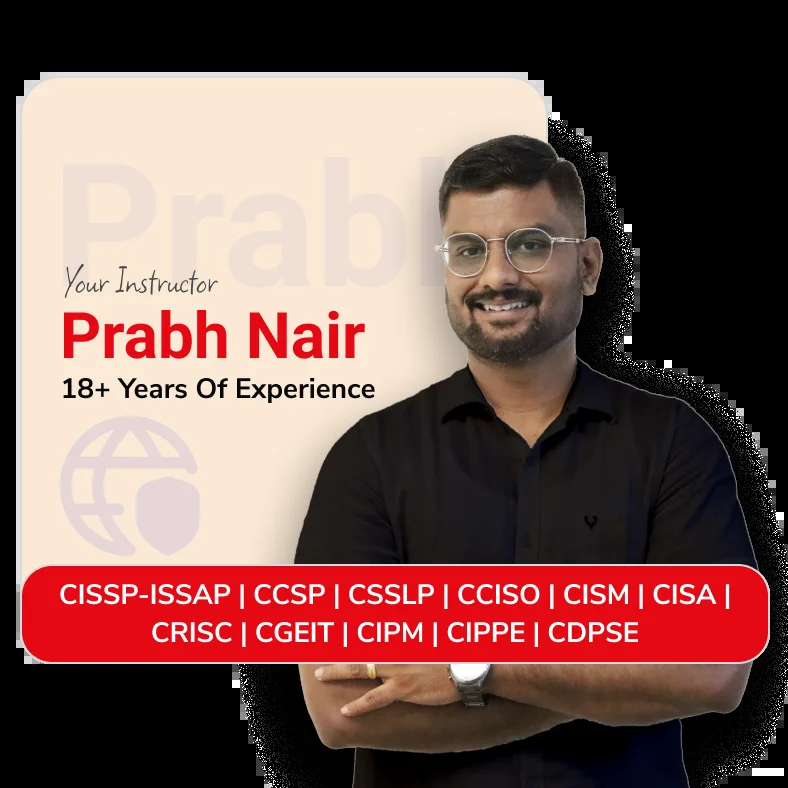 Prabh
Your Instructor
Prabh Nair
18+ Years Of Experience
CISSP-ISSAP | CCSP | CSSLP | CCISO | CISM | CISA |
CRISC | CGEIT | CIPM | CIPPE | CDPSE